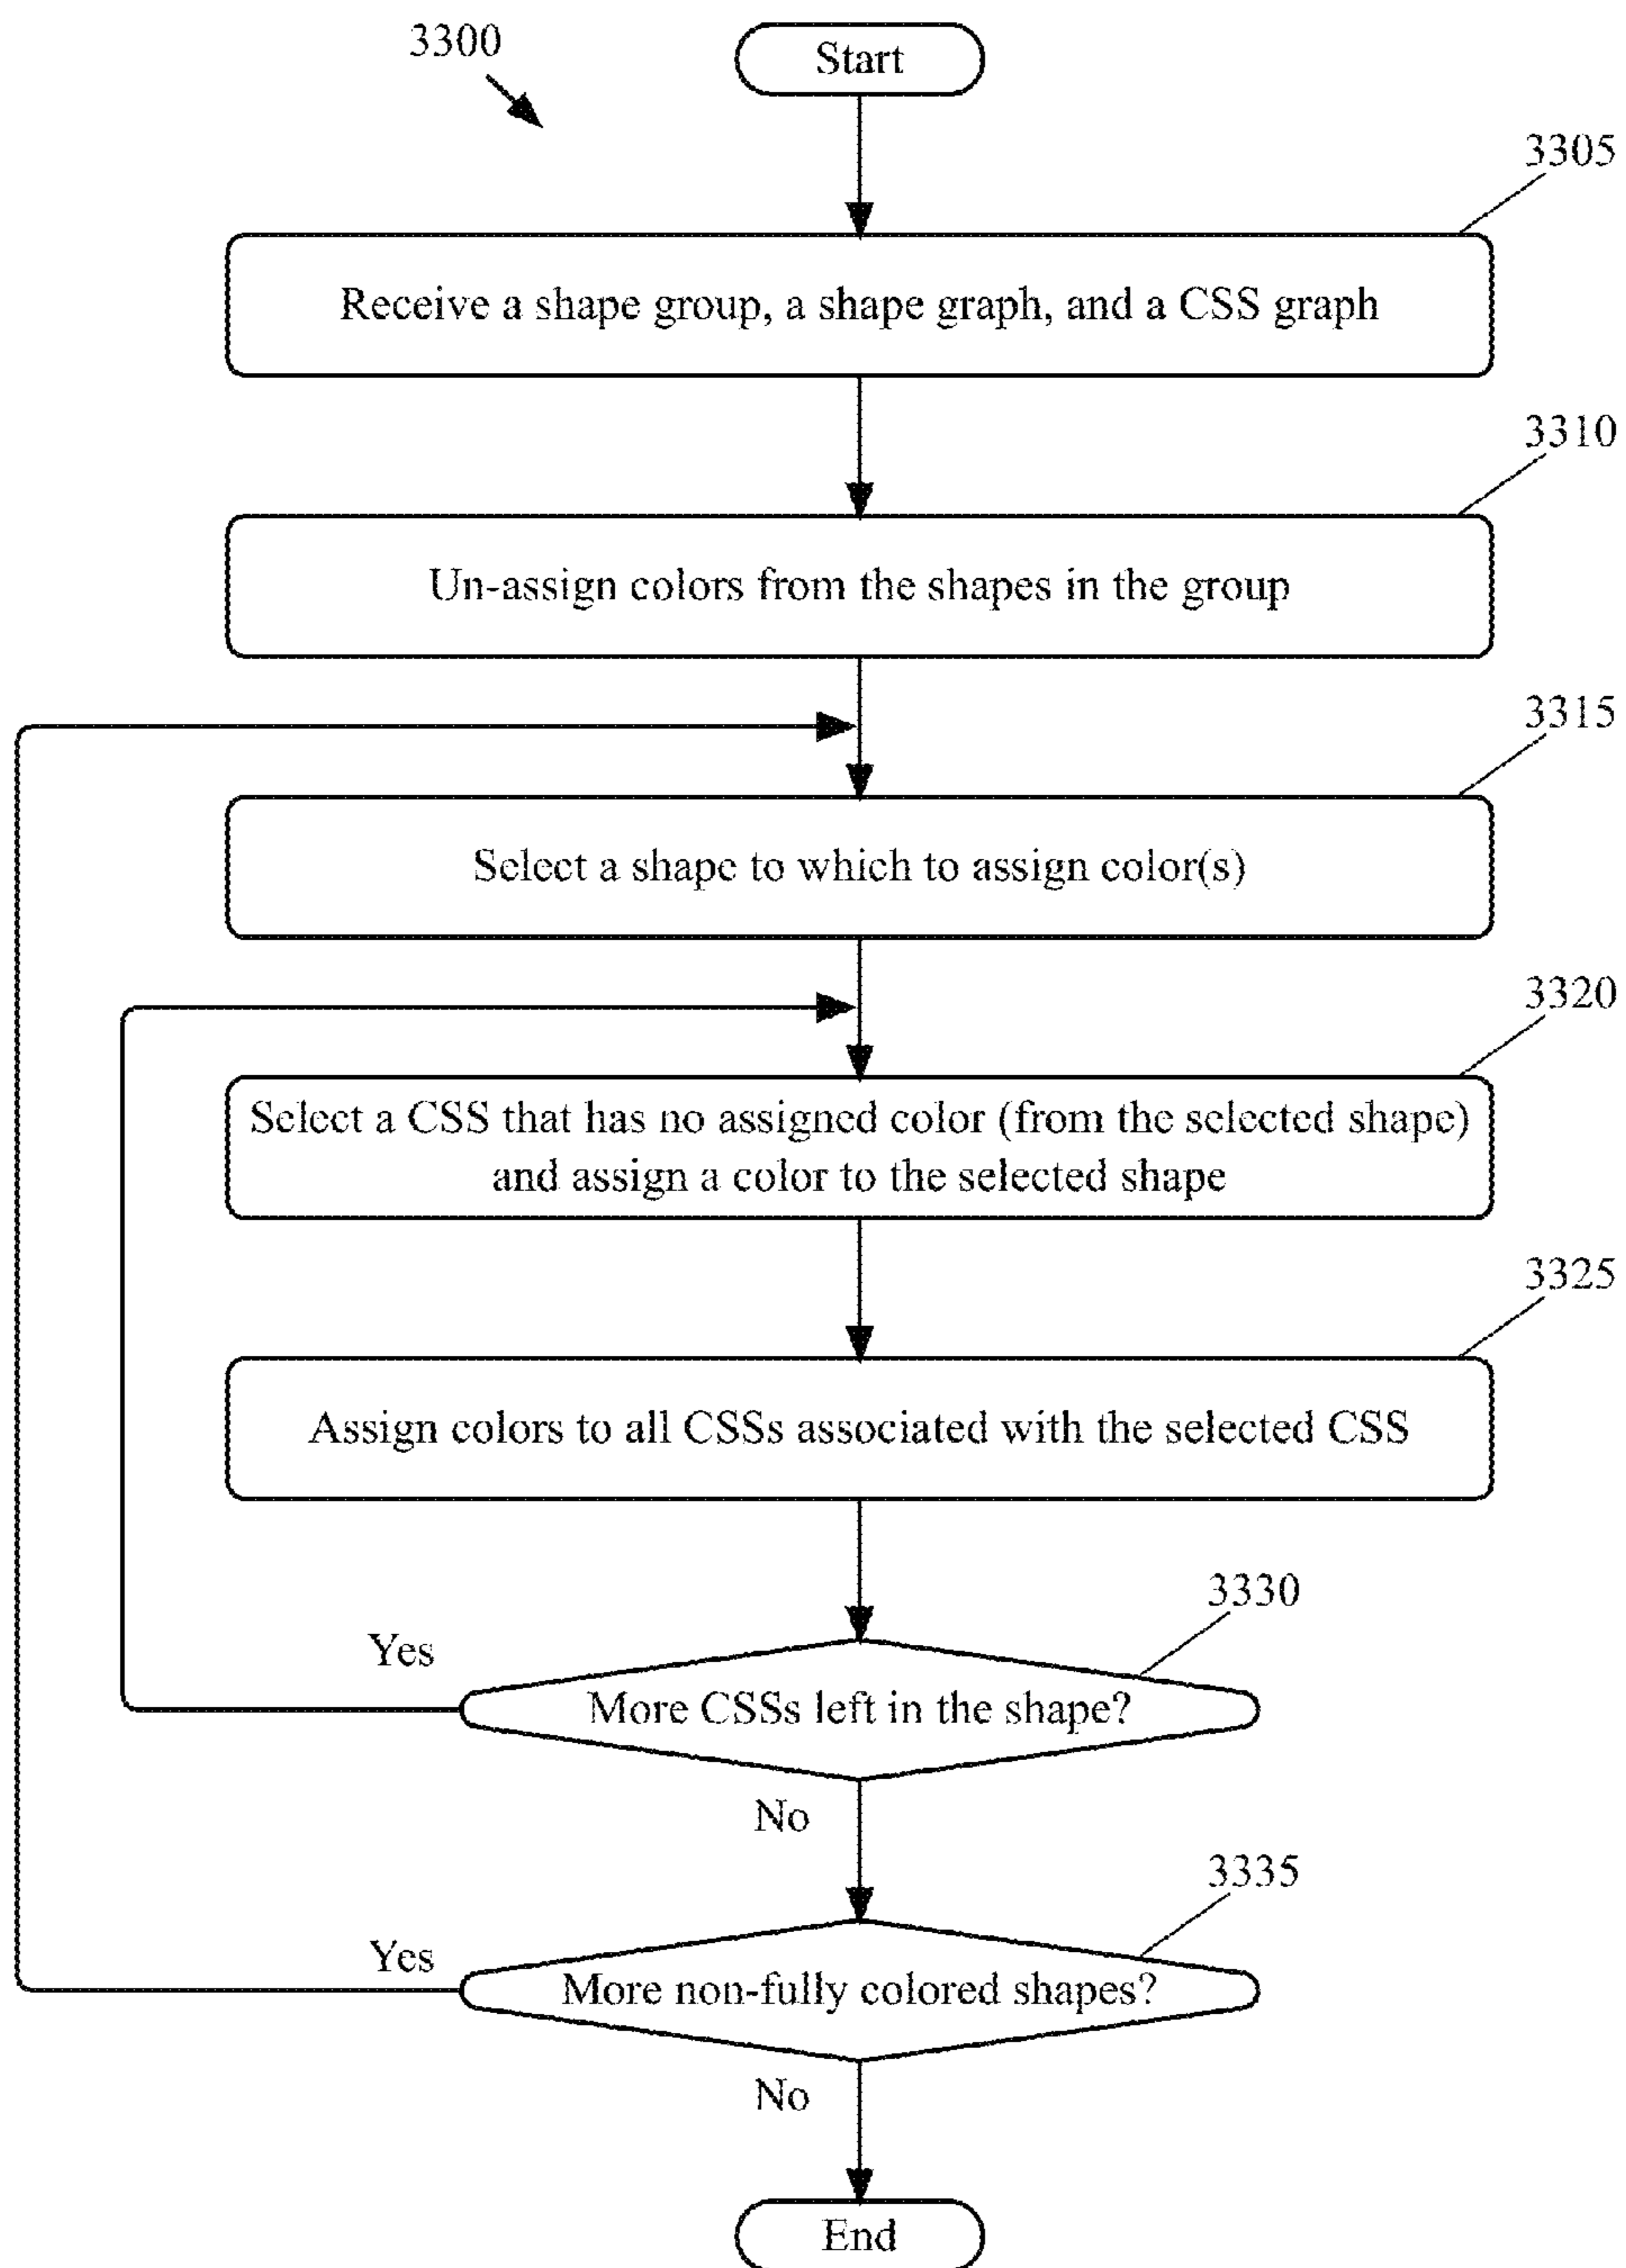 3300
Start
3305
Receive a shape group, a shape graph, and a CSS graph
3310
Un-assign colors from the shapes in the group
3315
Select a shape to which to assign color(s)
3320
Select a CSS that has no assigned color (from the selected shape)
and assign a color to the selected shape
3325
Assign colors to all CSSs associated with the selected CSS
3330
Yes
More CSSs left in the shape?
No
3335
Yes
More non-fully colored shapes?
No
End